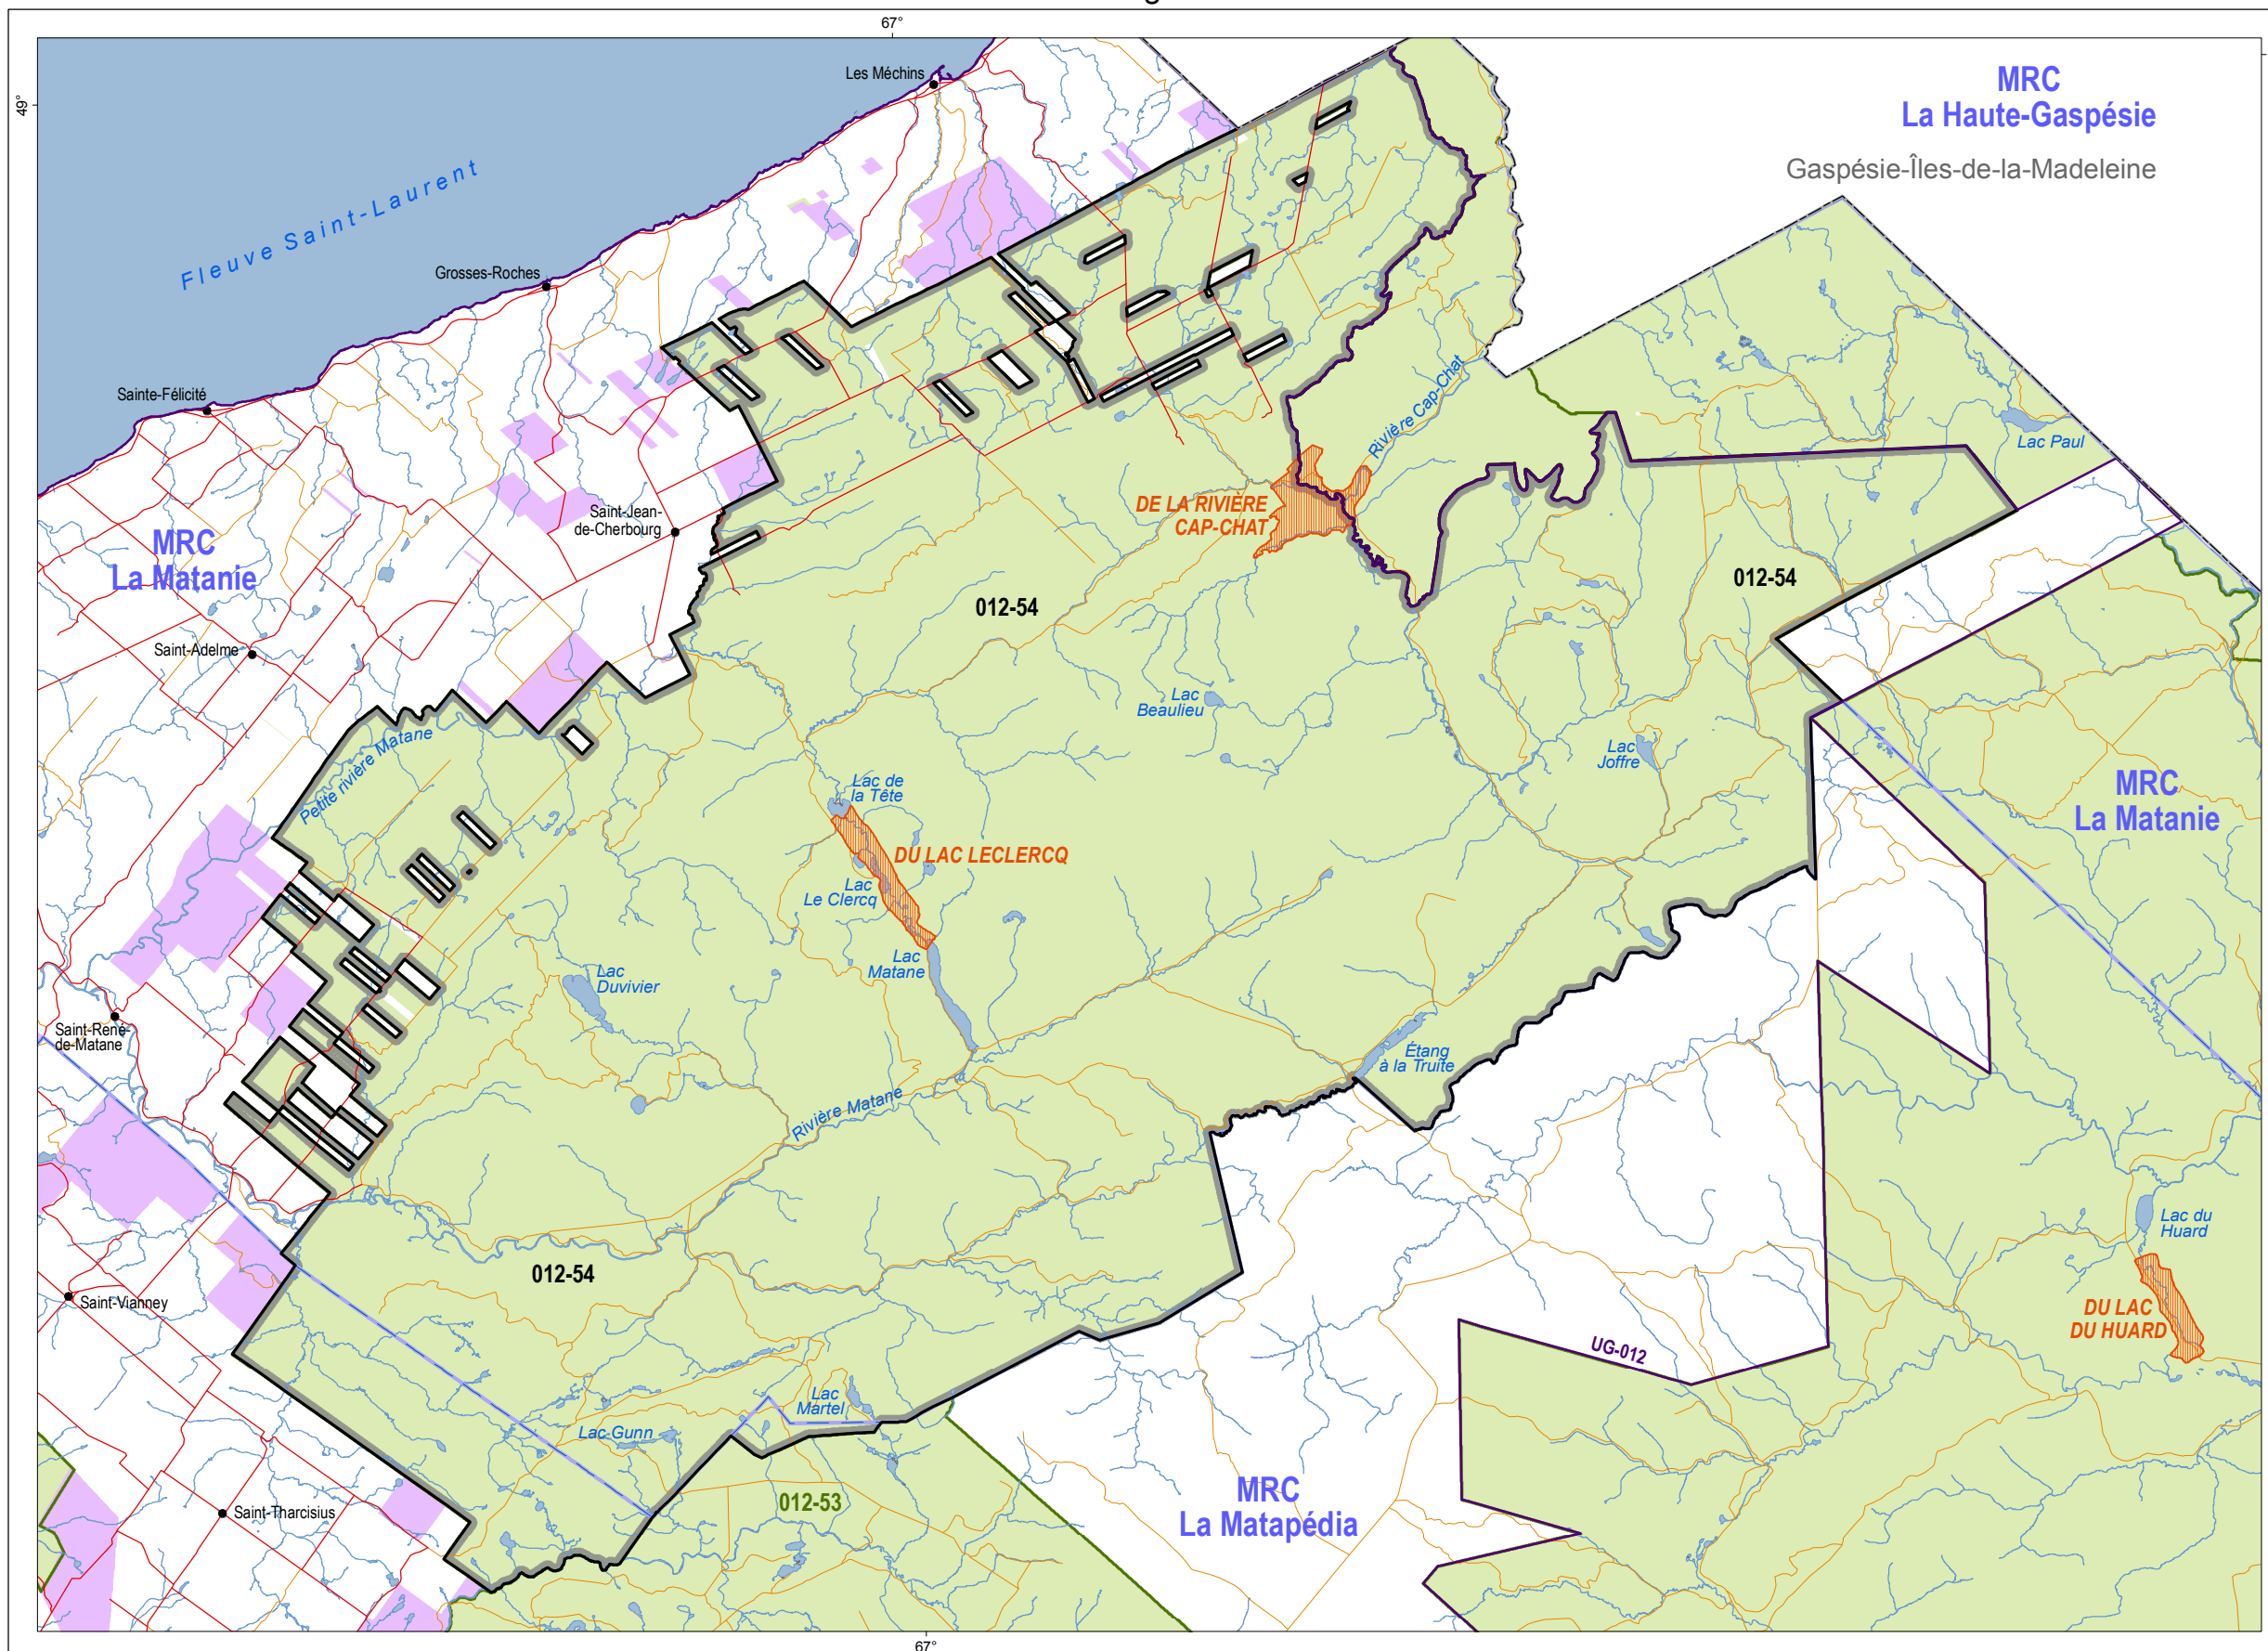 67°
49°
Les Méchins
MRC
La Haute-Gaspésie
Gaspésie-Îles-de-la-Madeleine
Fleuve Saint-Laurent
Grosses-Roches
Sainte-Félicité
Rivière Cap-Chat
Lac Paul
DE LA RIVIÈRE
CAP-CHAT
Saint-Jean-
de-Cherbourg
MRC
La Matanie
012-54
012-54
Saint-Adelme
Lac
Beaulieu
Petite rivière Matane
Lac
Joffre
Lac de
la Tête
MRC
La Matanie
DU LAC LECLERCQ
Lac
Le Clercq
Lac
Matane
Lac
Duvivier
Saint-René-
de-Matane
Étang
à la Truite
Rivière Matane
Lac du
Huard
012-54
Saint-Vianney
DU LAC
DU HUARD
UG-012
Lac
Martel
Lac Gunn
012-53
MRC
La Matapédia
Saint-Tharcisius
67°